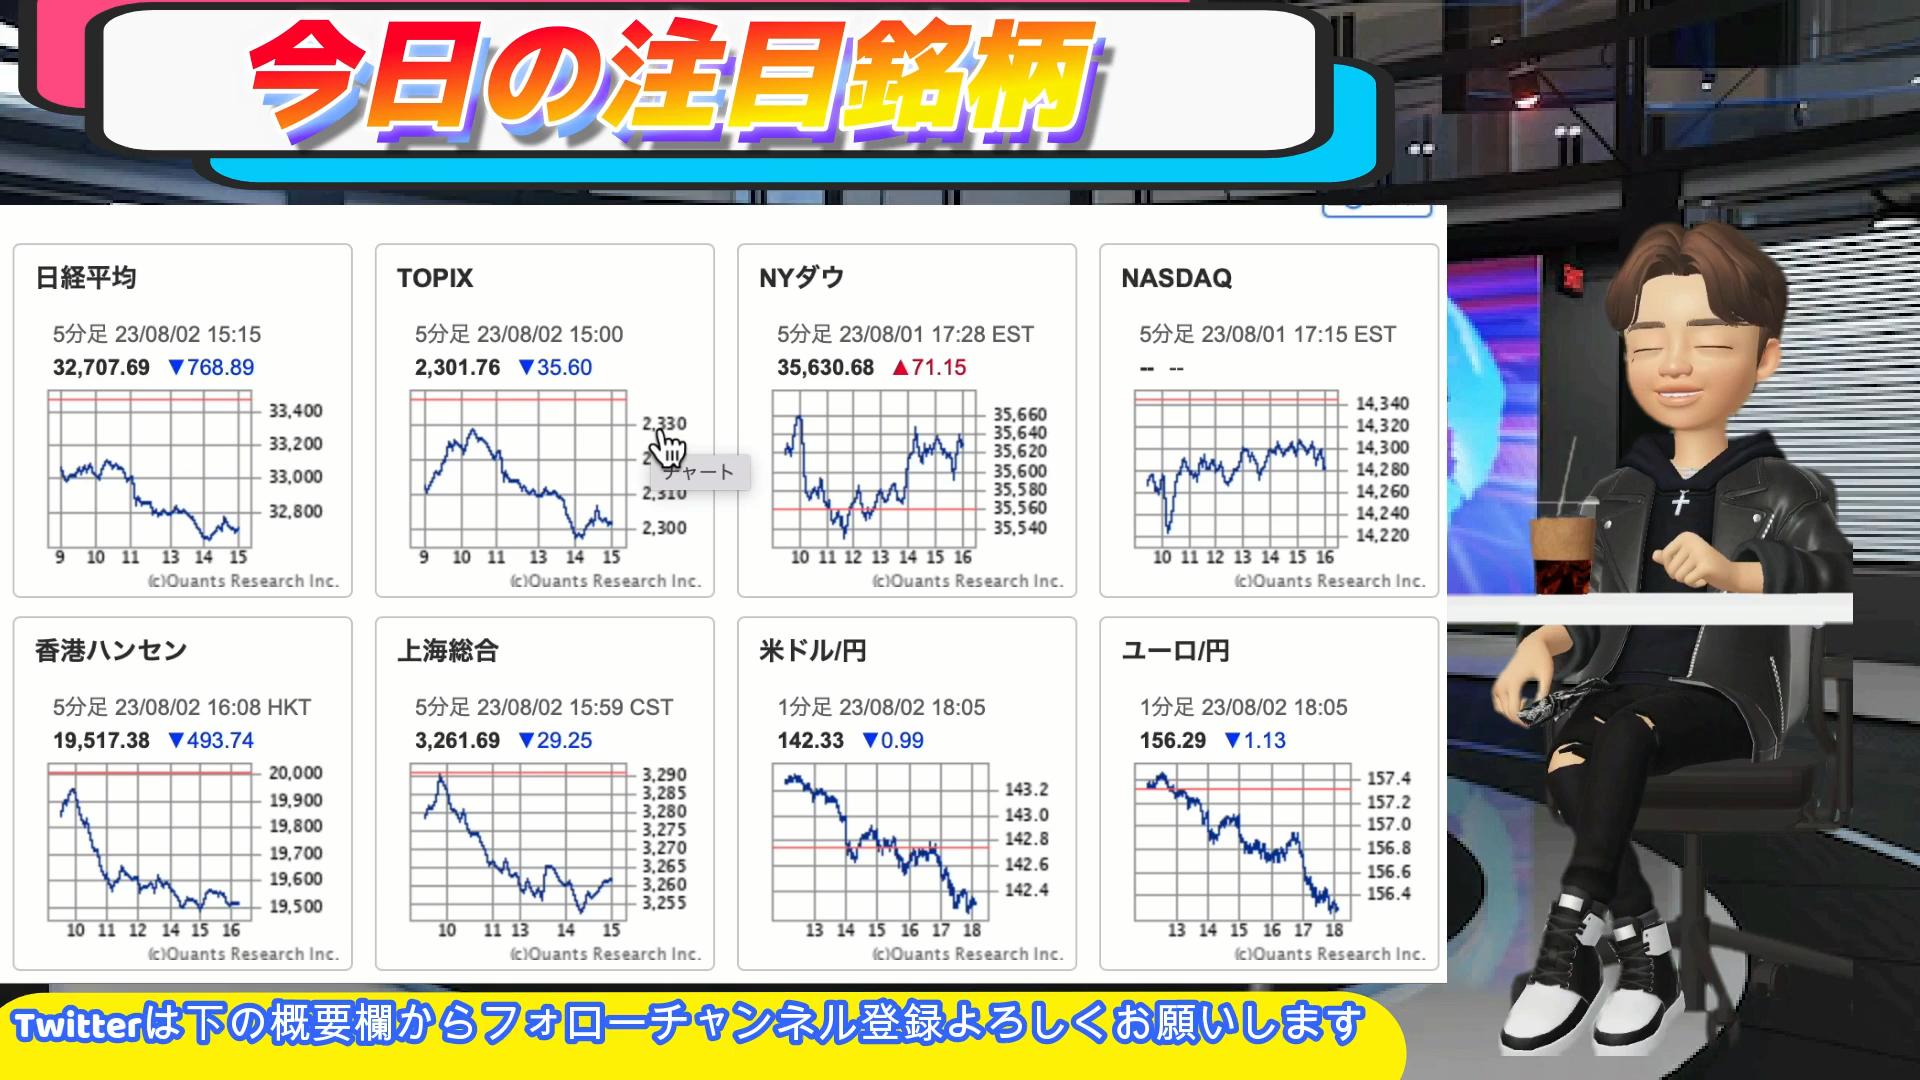 今日の注目銘柄
日経平均
5分足 23/08/02 15:15
32,707.69 ▼768.89
33,400
33,200
33,000
32,800
9 10 11 13 14 15
(c)Quants Research Inc.
TOPIX
5分足 23/08/02 15:00
2,301.76 ▼35.60
2,330
チャート
2,310
2,300
9 10 11 13 14 15
(c)Quants Research Inc.
NYダウ
5分足 23/08/01 17:28 EST
35,630.68 ▲71.15
35,660
35,640
35,620
35,600
35,580
35,560
35,540
10 11 12 13 14 15 16
(c)Quants Research Inc.
NASDAQ
5分足 23/08/01 17:15 EST
-- --
14,340
14,320
14,300
14,280
14,260
14,240
14,220
10 11 12 13 14 15 16
(c)Quants Research Inc.
香港ハンセン
5分足 23/08/02 16:08 HKT
19,517.38 ▼493.74
20,000
19,900
19,800
19,700
19,600
19,500
10 11 12 14 15 16
(c)Quants Research Inc.
上海総合
5分足 23/08/02 15:59 CST
3,261.69 ▼29.25
3,290
3,285
3,280
3,275
3,270
3,265
3,260
3,255
10 11 13 14 15
(c)Quants Research Inc.
米ドル/円
1分足 23/08/02 18:05
142.33 ▼0.99
143.2
143.0
142.8
142.6
142.4
13 14 15 16 17 18
(c)Quants Research Inc.
ユーロ/円
1分足 23/08/02 18:05
156.29 ▼1.13
157.4
157.2
157.0
156.8
156.6
156.4
13 14 15 16 17 18
(c)Quants Research Inc.
Twitterは下の概要欄からフォローチャンネル登録よろしくお願いします